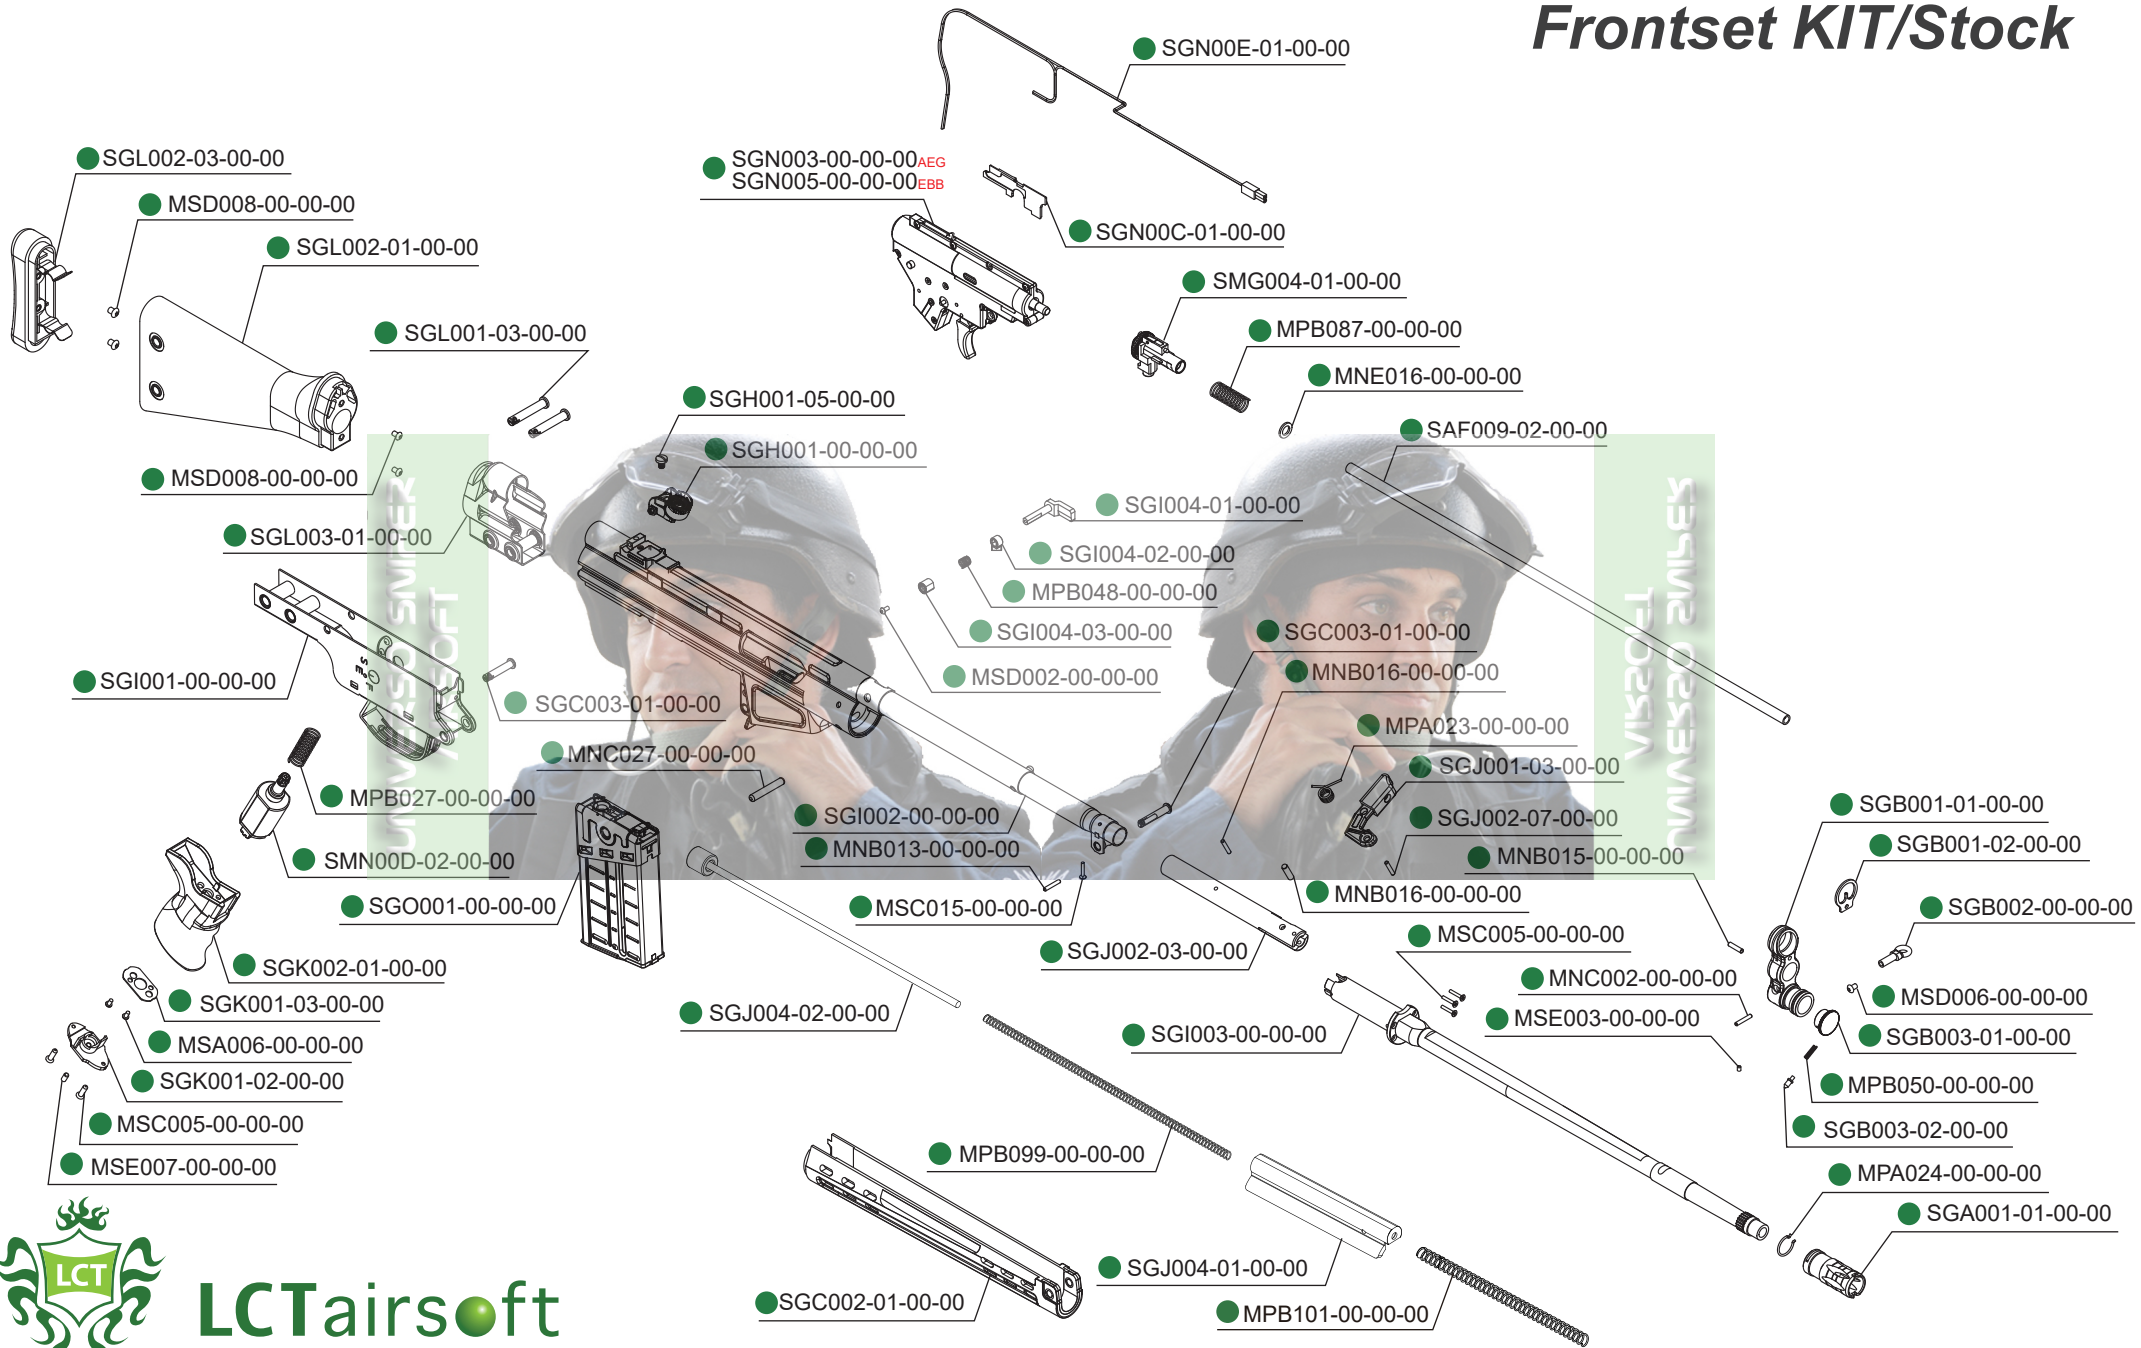 Frontset KIT/Stock
SGN00E-01-00-00
SGL002-03-00-00
SGN003-00-00-00AEG
SGN005-00-00-00EBB
MSD008-00-00-00
SGN00C-01-00-00
SGL002-01-00-00
SMG004-01-00-00
SGL001-03-00-00
MPB087-00-00-00
MNE016-00-00-00
SGH001-05-00-00
SAF009-02-00-00
SGH001-00-00-00
MSD008-00-00-00
SGI004-01-00-00
SGL003-01-00-00
SGI004-02-00-00
MPB048-00-00-00
SGI004-03-00-00
SGC003-01-00-00
SGI001-00-00-00
MSD002-00-00-00
MNB016-00-00-00
SGC003-01-00-00
MPA023-00-00-00
MNC027-00-00-00
SGJ001-03-00-00
MPB027-00-00-00
SGI002-00-00-00
SGJ002-07-00-00
SGB001-01-00-00
SMN00D-02-00-00
MNB013-00-00-00
MNB015-00-00-00
SGB001-02-00-00
SGO001-00-00-00
MSC015-00-00-00
MNB016-00-00-00
SGB002-00-00-00
SGJ002-03-00-00
MSC005-00-00-00
SGK002-01-00-00
MNC002-00-00-00
SGK001-03-00-00
MSD006-00-00-00
SGJ004-02-00-00
SGI003-00-00-00
MSE003-00-00-00
MSA006-00-00-00
SGB003-01-00-00
SGK001-02-00-00
MPB050-00-00-00
MSC005-00-00-00
SGB003-02-00-00
MSE007-00-00-00
MPB099-00-00-00
MPA024-00-00-00
SGA001-01-00-00
SGJ004-01-00-00
SGC002-01-00-00
MPB101-00-00-00
UNIVERSO SNIPER
AIRSOFT
UNIVERSO SNIPER
AIRSOFT
S
E
F
LCT
LCTairsoft